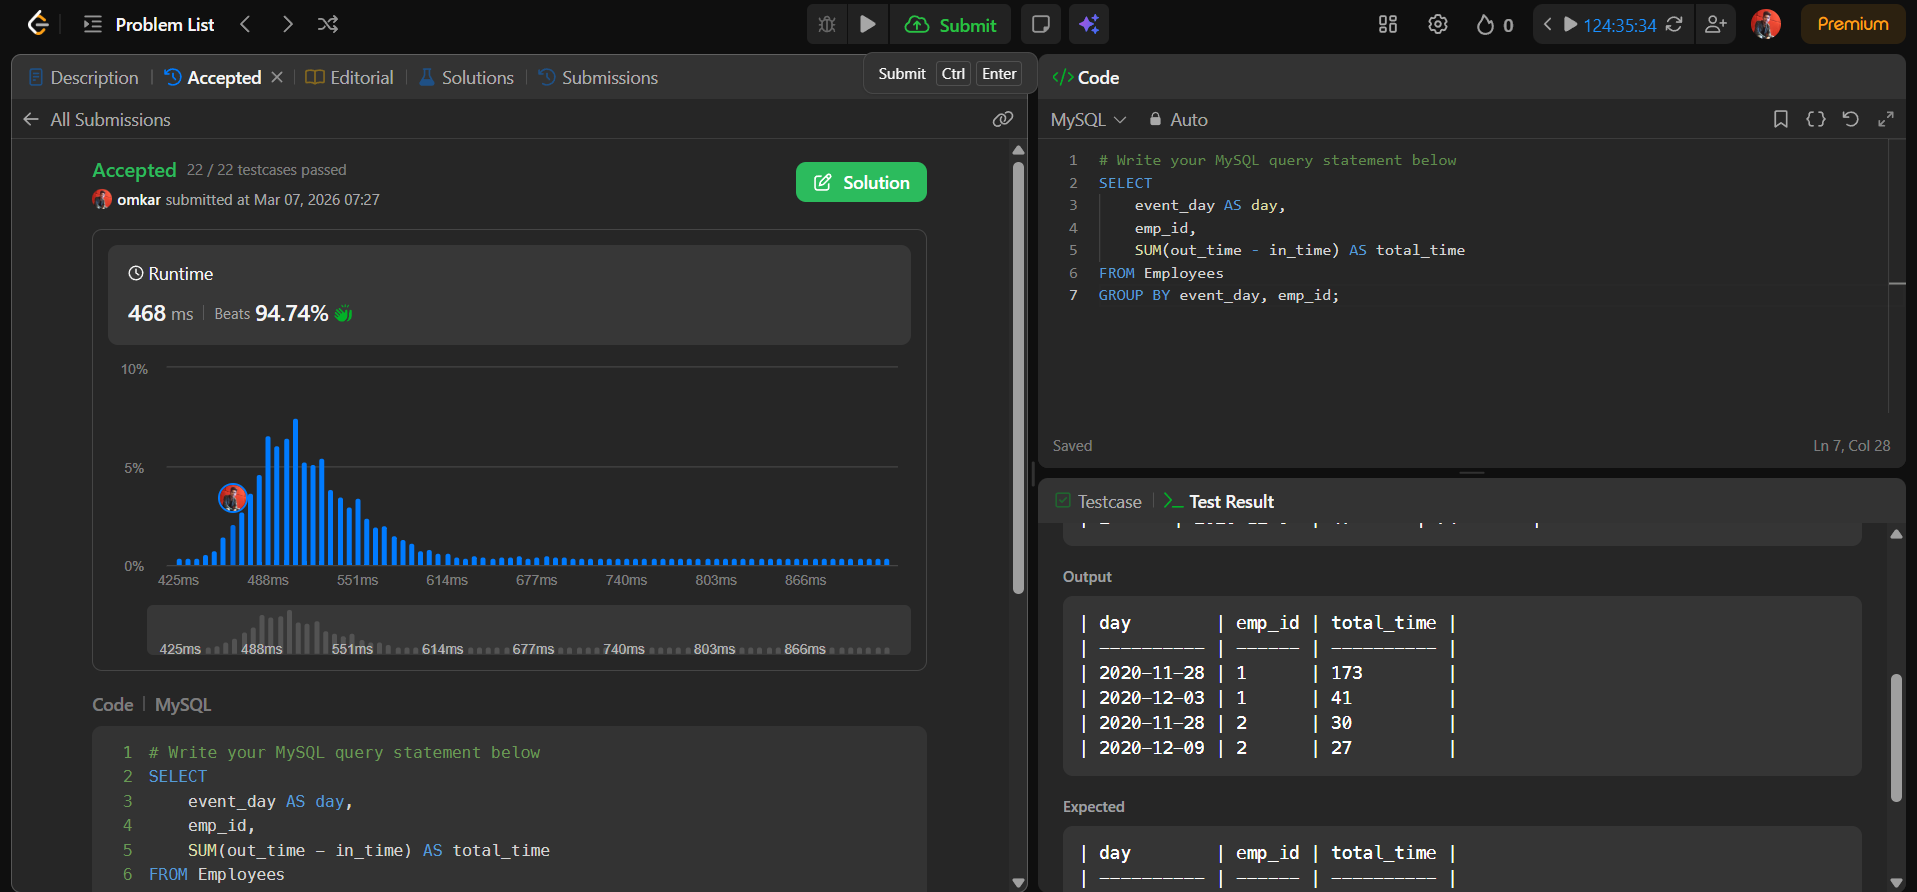 Problem List
Submit
0
124:35:34
Premium
Description
Accepted
Editorial
Solutions
Submissions
Submit Ctrl Enter
All Submissions
Accepted 22 / 22 testcases passed
omkar submitted at Mar 07, 2026 07:27
Solution
Runtime
468 ms Beats 94.74%
10%
5%
0%
425ms 488ms 551ms 614ms 677ms 740ms 803ms 866ms
425ms 488ms 551ms 614ms 677ms 740ms 803ms 866ms
Code | MySQL
1 # Write your MySQL query statement below
2 SELECT
3 event_day AS day,
4 emp_id,
5 SUM(out_time - in_time) AS total_time
6 FROM Employees
</> Code
MySQL Auto
1 # Write your MySQL query statement below
2 SELECT
3 event_day AS day,
4 emp_id,
5 SUM(out_time - in_time) AS total_time
6 FROM Employees
7 GROUP BY event_day, emp_id;
Saved Ln 7, Col 28
Testcase
Test Result
Output
| day | emp_id | total_time |
| ---------- | ------ | ---------- |
| 2020-11-28 | 1 | 173 |
| 2020-12-03 | 1 | 41 |
| 2020-11-28 | 2 | 30 |
| 2020-12-09 | 2 | 27 |
Expected
| day | emp_id | total_time |
| ---------- | ------ | ---------- |